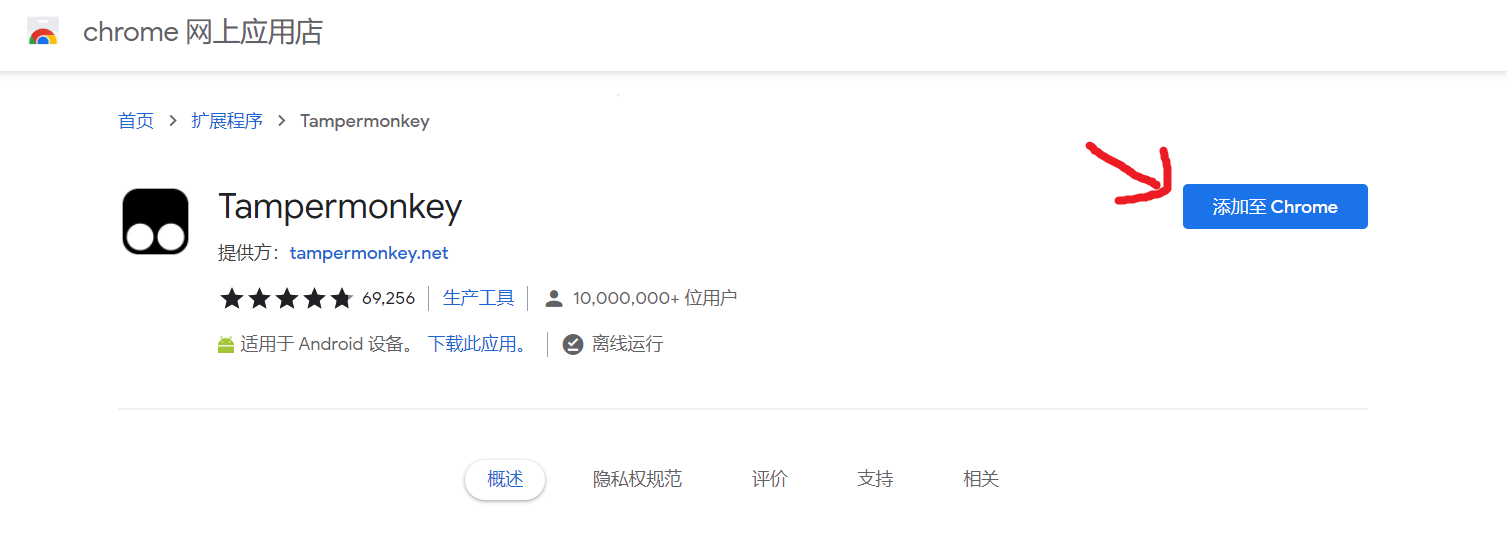 chrome 网上应用店
首页 > 扩展程序 > Tampermonkey
Tampermonkey
添加至 Chrome
提供方: tampermonkey.net
69,256 生产工具 10,000,000+ 位用户
适用于 Android 设备。 下载此应用。 离线运行
概述 隐私权规范 评价 支持 相关